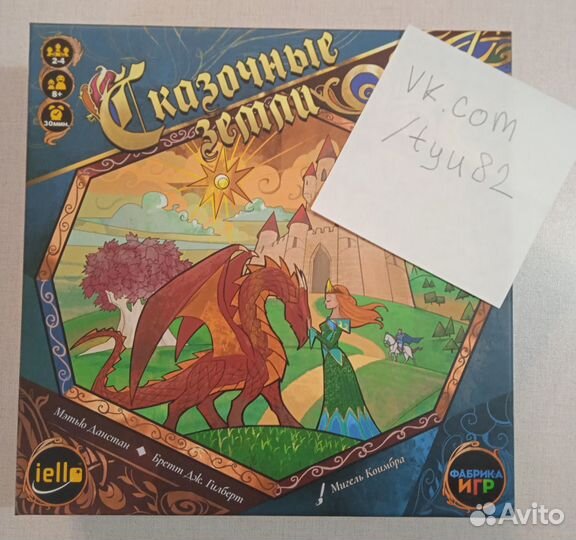 2-4
8+
30мин.
Сказочные
земли
vk.com
/tyu82
Мэтью Данстан ◆ Бретт Дж. Гилберт
Мигель Коимбра
iello
ФАБРИКА
ИГР
Avito